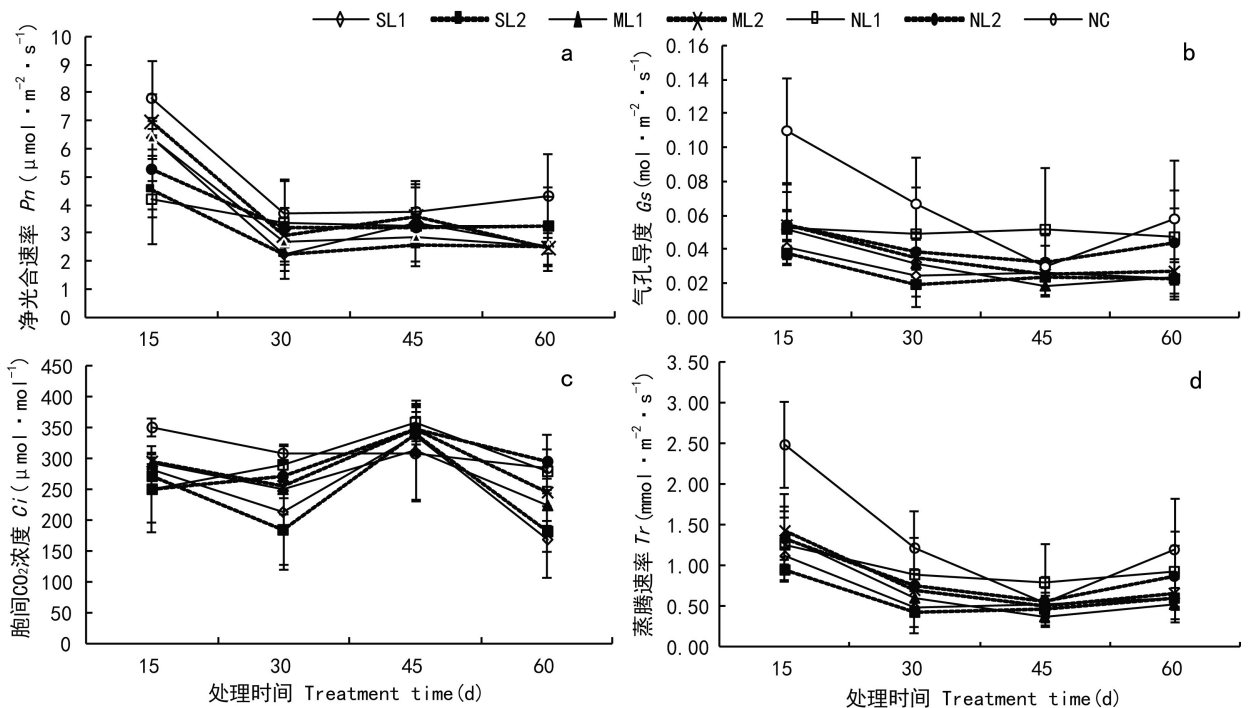 SL1 SL2 ML1 ML2 NL1 NL2 NC
a
净光合速率 Pn(μmol·m⁻²·s⁻¹)
10
9
8
7
6
5
4
3
2
1
0
15 30 45 60
b
气孔导度 Gs(mol·m⁻²·s⁻¹)
0.16
0.14
0.12
0.10
0.08
0.06
0.04
0.02
0.00
15 30 45 60
c
胞间CO₂浓度 Ci(μmol·mol⁻¹)
450
400
350
300
250
200
150
100
50
0
15 30 45 60
处理时间 Treatment time(d)
d
蒸腾速率 Tr(mmol·m⁻²·s⁻¹)
3.50
3.00
2.50
2.00
1.50
1.00
0.50
0.00
15 30 45 60
处理时间 Treatment time(d)